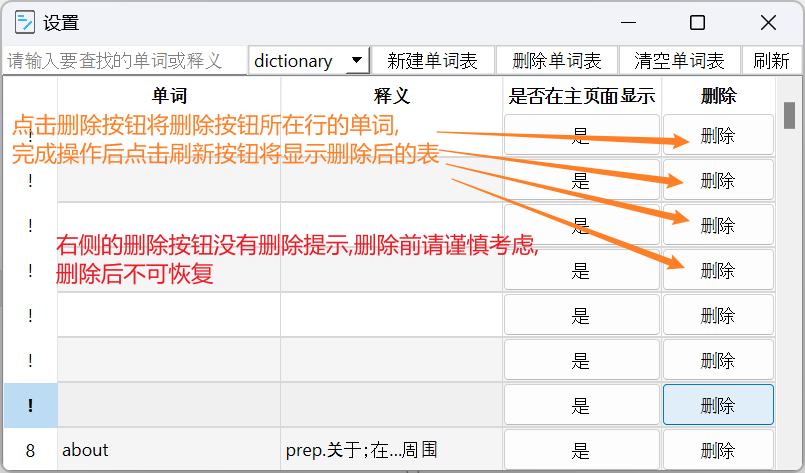 设置
请输入要查找的单词或释义 dictionary 新建单词表 删除单词表 清空单词表 刷新
单词 释义 是否在主页面显示 删除
! 是 删除
点击删除按钮将删除按钮所在行的单词,
完成操作后点击刷新按钮将显示删除后的表
! 是 删除
! 是 删除
右侧的删除按钮没有删除提示,删除前请谨慎考虑,
删除后不可恢复
! 是 删除
! 是 删除
! 是 删除
! 是 删除
8 about prep.关于;在...周围 是 删除